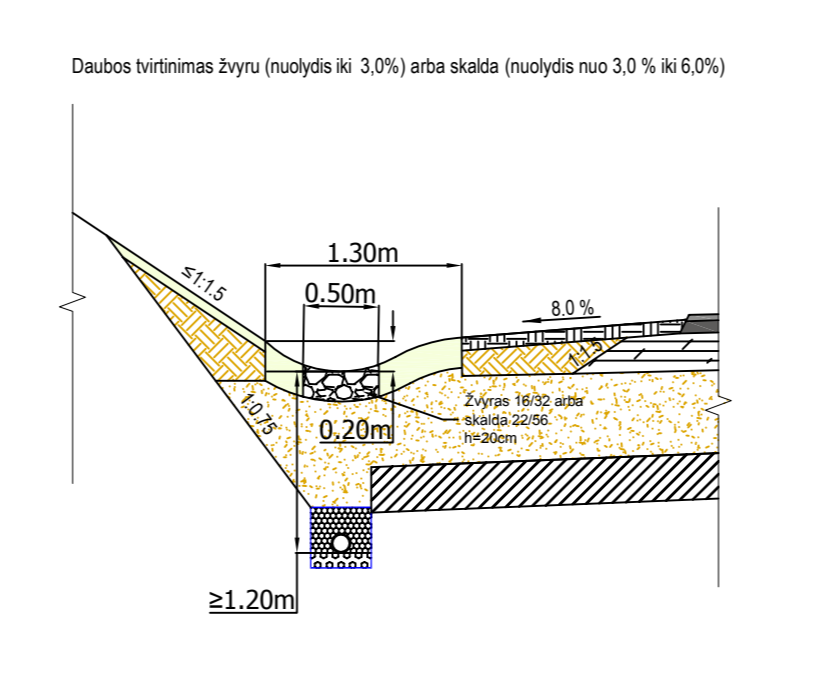 Daubos tvirtinimas žvyru (nuolydis iki 3,0%) arba skalda (nuolydis nuo 3,0 % iki 6,0%)
1.30m
≤1:1.5
0.50m
8.0 %
1:1.5
1:0.75
Žvyras 16/32 arba
skalda 22/56
h=20cm
0.20m
≥1.20m